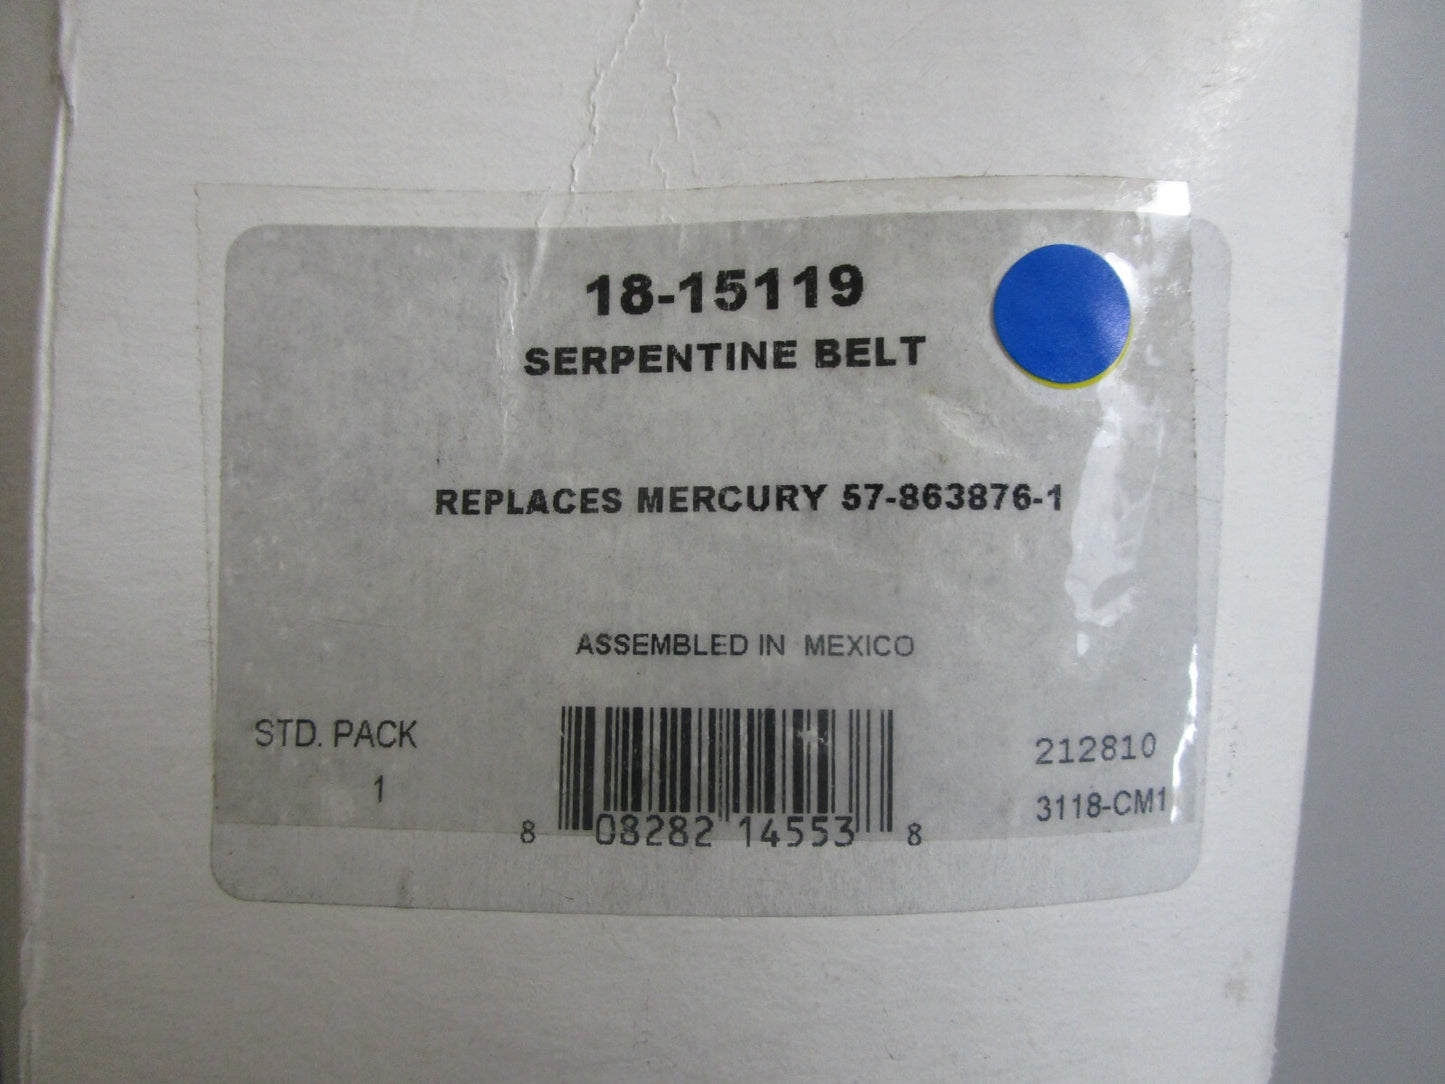 18-15119
SERPENTINE BELT
REPLACES MERCURY 57-863876-1
ASSEMBLED IN MEXICO
STD. PACK
1
212810
3118-CM1
8 08282 14553 8